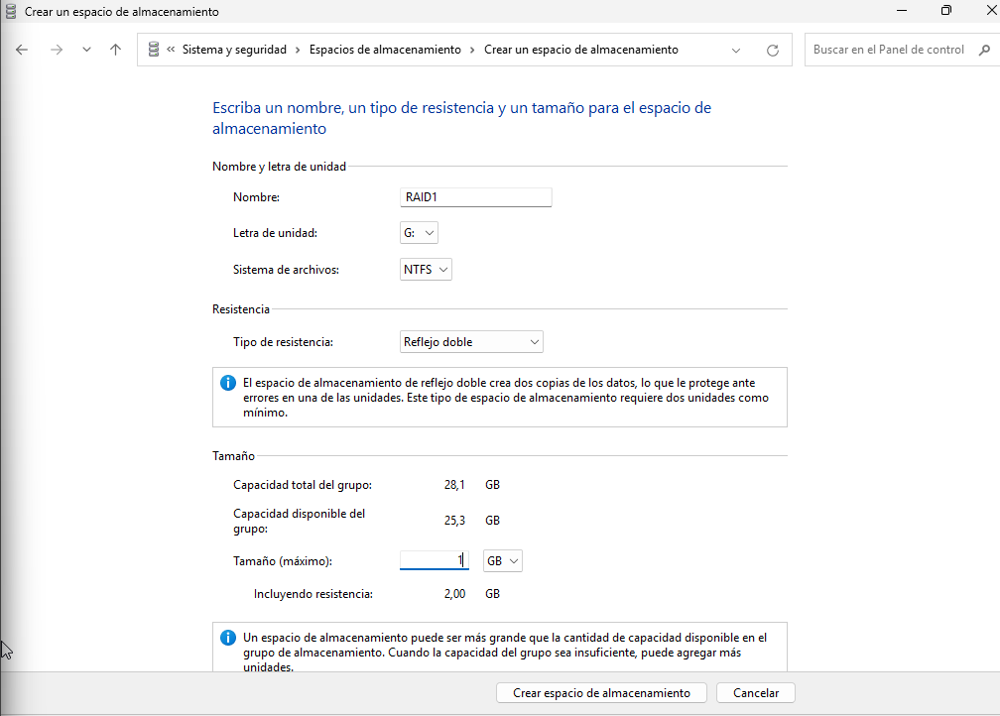 Crear un espacio de almacenamiento
« Sistema y seguridad › Espacios de almacenamiento › Crear un espacio de almacenamiento
Buscar en el Panel de control
Escriba un nombre, un tipo de resistencia y un tamaño para el espacio de
almacenamiento
Nombre y letra de unidad
Nombre: RAID1
Letra de unidad: G:
Sistema de archivos: NTFS
Resistencia
Tipo de resistencia: Reflejo doble
El espacio de almacenamiento de reflejo doble crea dos copias de los datos, lo que le protege ante
errores en una de las unidades. Este tipo de espacio de almacenamiento requiere dos unidades como
mínimo.
Tamaño
Capacidad total del grupo: 28,1 GB
Capacidad disponible del
grupo: 25,3 GB
Tamaño (máximo): 1 GB
Incluyendo resistencia: 2,00 GB
Un espacio de almacenamiento puede ser más grande que la cantidad de capacidad disponible en el
grupo de almacenamiento. Cuando la capacidad del grupo sea insuficiente, puede agregar más
unidades.
Crear espacio de almacenamiento Cancelar